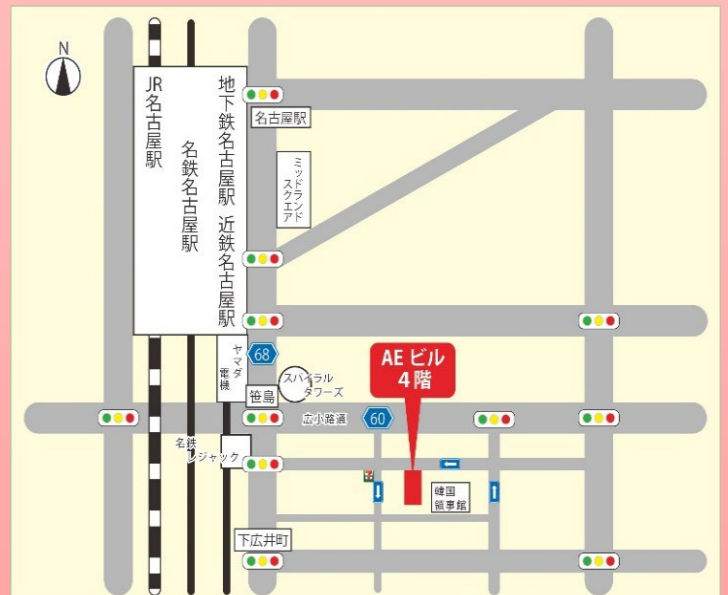 N
JR名古屋駅
名鉄名古屋駅
地下鉄名古屋駅 近鉄名古屋駅
名古屋駅
ミッドランド
スクエア
ヤマダ
電機
68
スパイラル
タワーズ
笹島
AEビル
4階
広小路通
60
名鉄
レジャック
7
韓国
領事館
下広井町